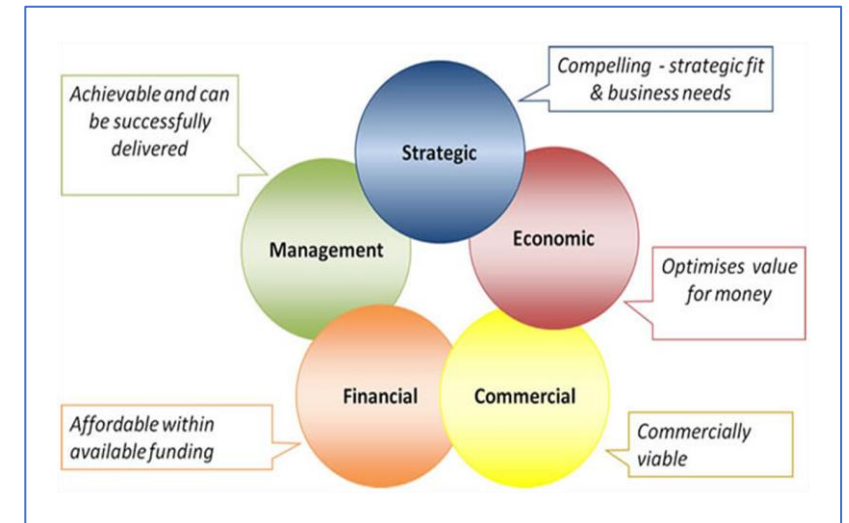 Compelling - strategic fit
& business needs
Achievable and can
be successfully
delivered
Strategic
Management
Economic
Optimises value
for money
Financial
Commercial
Affordable within
available funding
Commercially
viable